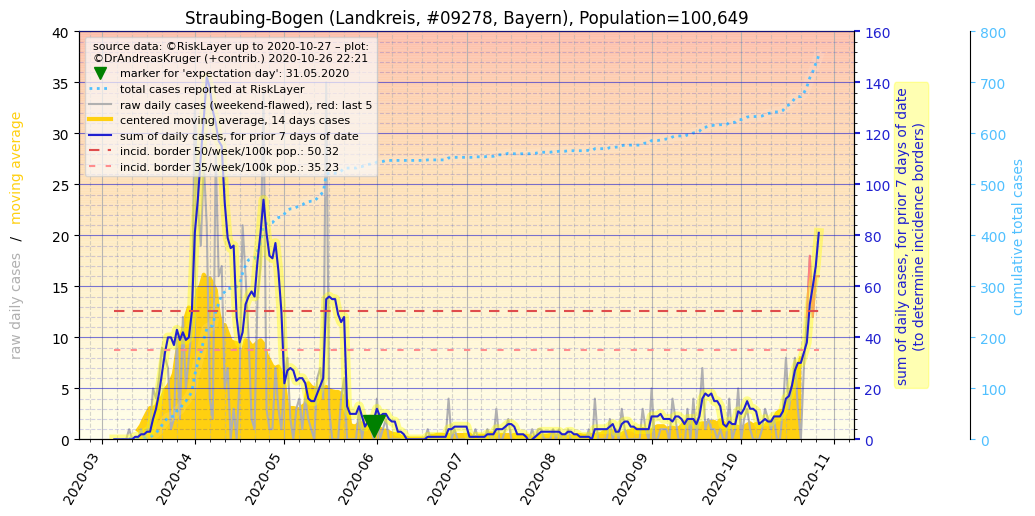 Straubing-Bogen (Landkreis, #09278, Bayern), Population=100,649
source data: ©RiskLayer up to 2020-10-27 – plot:
©DrAndreasKruger (+contrib.) 2020-10-26 22:21
marker for 'expectation day': 31.05.2020
total cases reported at RiskLayer
raw daily cases (weekend-flawed), red: last 5
centered moving average, 14 days cases
sum of daily cases, for prior 7 days of date
incid. border 50/week/100k pop.: 50.32
incid. border 35/week/100k pop.: 35.23
raw daily cases / moving average
40
35
30
25
20
15
10
5
0
160
140
120
100
80
60
40
20
0
sum of daily cases, for prior 7 days of date
(to determine incidence borders)
800
700
600
500
400
300
200
100
0
cumulative total cases
2020-03
2020-04
2020-05
2020-06
2020-07
2020-08
2020-09
2020-10
2020-11